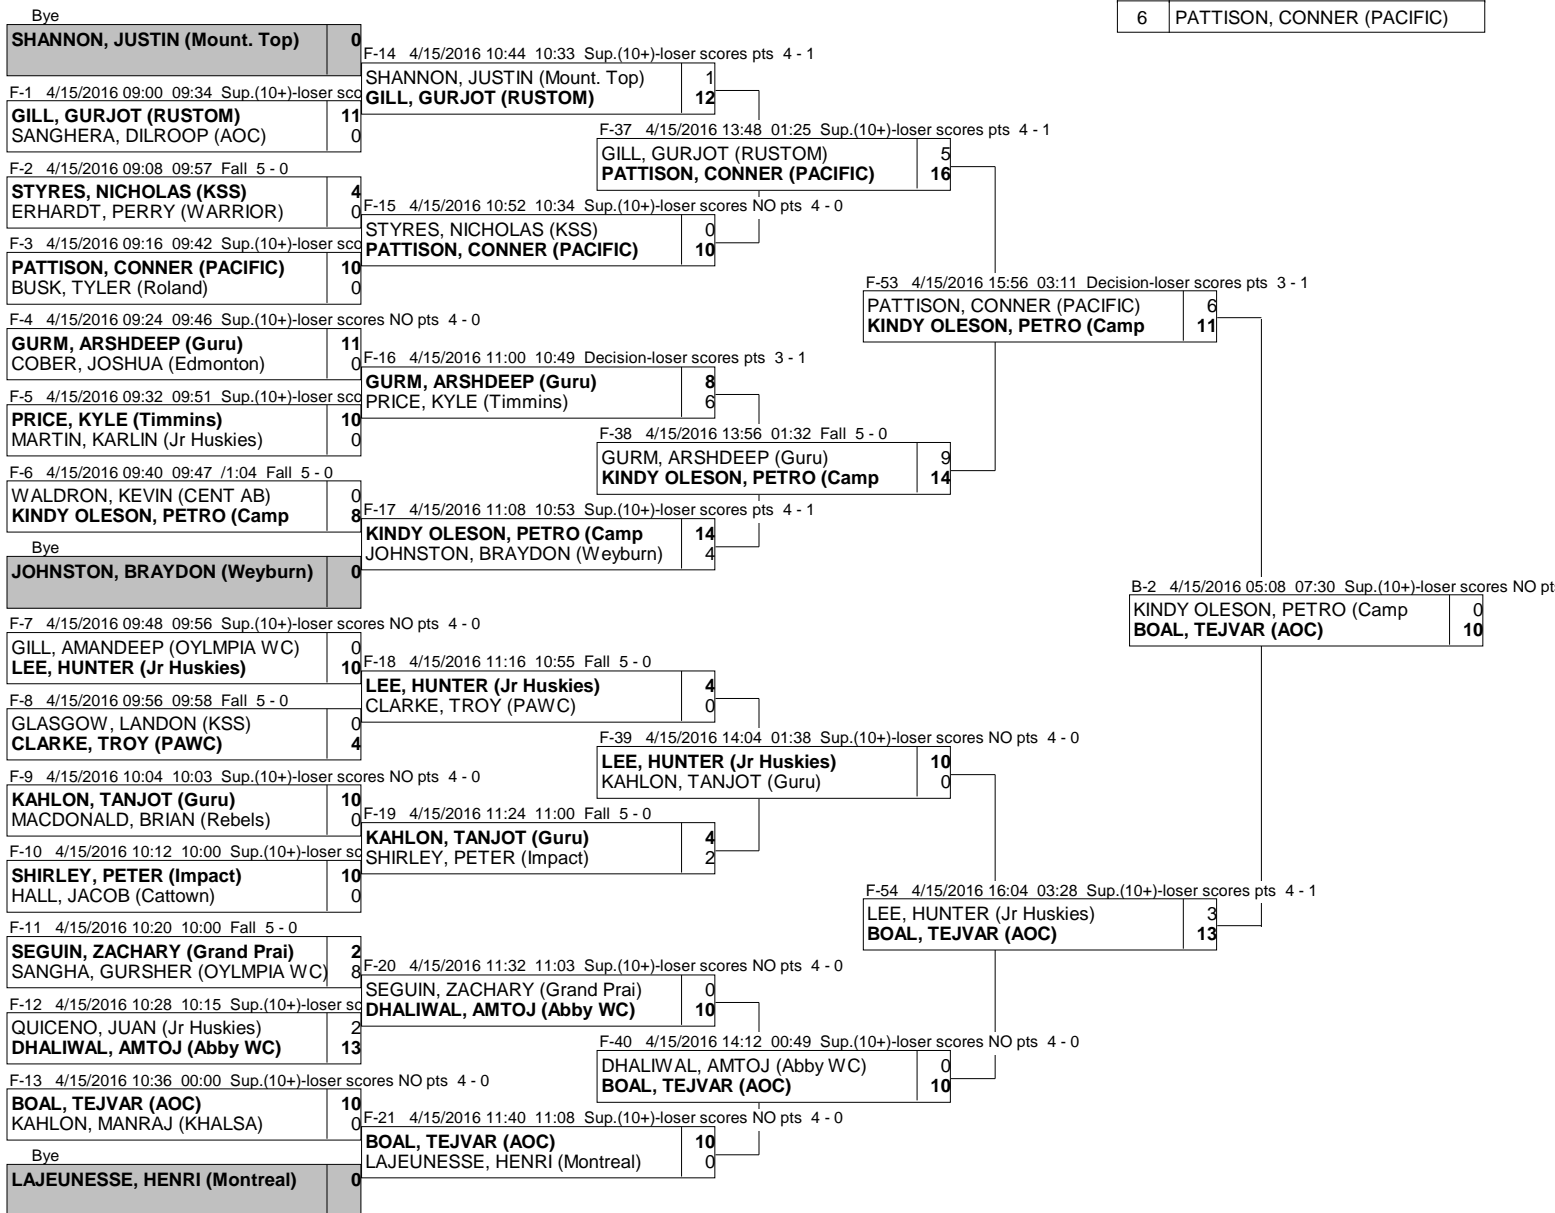 6 PATTISON, CONNER (PACIFIC)
Bye
SHANNON, JUSTIN (Mount. Top) 0
F-1 4/15/2016 09:00 09:34 Sup.(10+)-loser sco
GILL, GURJOT (RUSTOM) 11
SANGHERA, DILROOP (AOC) 0
F-2 4/15/2016 09:08 09:57 Fall 5 - 0
STYRES, NICHOLAS (KSS) 4
ERHARDT, PERRY (WARRIOR) 0
F-3 4/15/2016 09:16 09:42 Sup.(10+)-loser sco
PATTISON, CONNER (PACIFIC) 10
BUSK, TYLER (Roland) 0
F-4 4/15/2016 09:24 09:46 Sup.(10+)-loser scores NO pts 4 - 0
GURM, ARSHDEEP (Guru) 11
COBER, JOSHUA (Edmonton) 0
F-5 4/15/2016 09:32 09:51 Sup.(10+)-loser sco
PRICE, KYLE (Timmins) 10
MARTIN, KARLIN (Jr Huskies) 0
F-6 4/15/2016 09:40 09:47 /1:04 Fall 5 - 0
WALDRON, KEVIN (CENT AB) 0
KINDY OLESON, PETRO (Camp 8
Bye
JOHNSTON, BRAYDON (Weyburn) 0
F-7 4/15/2016 09:48 09:56 Sup.(10+)-loser scores NO pts 4 - 0
GILL, AMANDEEP (OYLMPIA WC) 0
LEE, HUNTER (Jr Huskies) 10
F-8 4/15/2016 09:56 09:58 Fall 5 - 0
GLASGOW, LANDON (KSS) 0
CLARKE, TROY (PAWC) 4
F-9 4/15/2016 10:04 10:03 Sup.(10+)-loser scores NO pts 4 - 0
KAHLON, TANJOT (Guru) 10
MACDONALD, BRIAN (Rebels) 0
F-10 4/15/2016 10:12 10:00 Sup.(10+)-loser sc
SHIRLEY, PETER (Impact) 10
HALL, JACOB (Cattown) 0
F-11 4/15/2016 10:20 10:00 Fall 5 - 0
SEGUIN, ZACHARY (Grand Prai) 2
SANGHA, GURSHER (OYLMPIA WC) 8
F-12 4/15/2016 10:28 10:15 Sup.(10+)-loser sc
QUICENO, JUAN (Jr Huskies) 2
DHALIWAL, AMTOJ (Abby WC) 13
F-13 4/15/2016 10:36 00:00 Sup.(10+)-loser scores NO pts 4 - 0
BOAL, TEJVAR (AOC) 10
KAHLON, MANRAJ (KHALSA) 0
Bye
LAJEUNESSE, HENRI (Montreal) 0
F-14 4/15/2016 10:44 10:33 Sup.(10+)-loser scores pts 4 - 1
SHANNON, JUSTIN (Mount. Top) 1
GILL, GURJOT (RUSTOM) 12
F-15 4/15/2016 10:52 10:34 Sup.(10+)-loser scores NO pts 4 - 0
STYRES, NICHOLAS (KSS) 0
PATTISON, CONNER (PACIFIC) 10
F-16 4/15/2016 11:00 10:49 Decision-loser scores pts 3 - 1
GURM, ARSHDEEP (Guru) 8
PRICE, KYLE (Timmins) 6
F-17 4/15/2016 11:08 10:53 Sup.(10+)-loser scores pts 4 - 1
KINDY OLESON, PETRO (Camp 14
JOHNSTON, BRAYDON (Weyburn) 4
F-18 4/15/2016 11:16 10:55 Fall 5 - 0
LEE, HUNTER (Jr Huskies) 4
CLARKE, TROY (PAWC) 0
F-19 4/15/2016 11:24 11:00 Fall 5 - 0
KAHLON, TANJOT (Guru) 4
SHIRLEY, PETER (Impact) 2
F-20 4/15/2016 11:32 11:03 Sup.(10+)-loser scores NO pts 4 - 0
SEGUIN, ZACHARY (Grand Prai) 0
DHALIWAL, AMTOJ (Abby WC) 10
F-21 4/15/2016 11:40 11:08 Sup.(10+)-loser scores NO pts 4 - 0
BOAL, TEJVAR (AOC) 10
LAJEUNESSE, HENRI (Montreal) 0
F-37 4/15/2016 13:48 01:25 Sup.(10+)-loser scores pts 4 - 1
GILL, GURJOT (RUSTOM) 5
PATTISON, CONNER (PACIFIC) 16
F-38 4/15/2016 13:56 01:32 Fall 5 - 0
GURM, ARSHDEEP (Guru) 9
KINDY OLESON, PETRO (Camp 14
F-39 4/15/2016 14:04 01:38 Sup.(10+)-loser scores NO pts 4 - 0
LEE, HUNTER (Jr Huskies) 10
KAHLON, TANJOT (Guru) 0
F-40 4/15/2016 14:12 00:49 Sup.(10+)-loser scores NO pts 4 - 0
DHALIWAL, AMTOJ (Abby WC) 0
BOAL, TEJVAR (AOC) 10
F-53 4/15/2016 15:56 03:11 Decision-loser scores pts 3 - 1
PATTISON, CONNER (PACIFIC) 6
KINDY OLESON, PETRO (Camp 11
F-54 4/15/2016 16:04 03:28 Sup.(10+)-loser scores pts 4 - 1
LEE, HUNTER (Jr Huskies) 3
BOAL, TEJVAR (AOC) 13
B-2 4/15/2016 05:08 07:30 Sup.(10+)-loser scores NO pt
KINDY OLESON, PETRO (Camp 0
BOAL, TEJVAR (AOC) 10